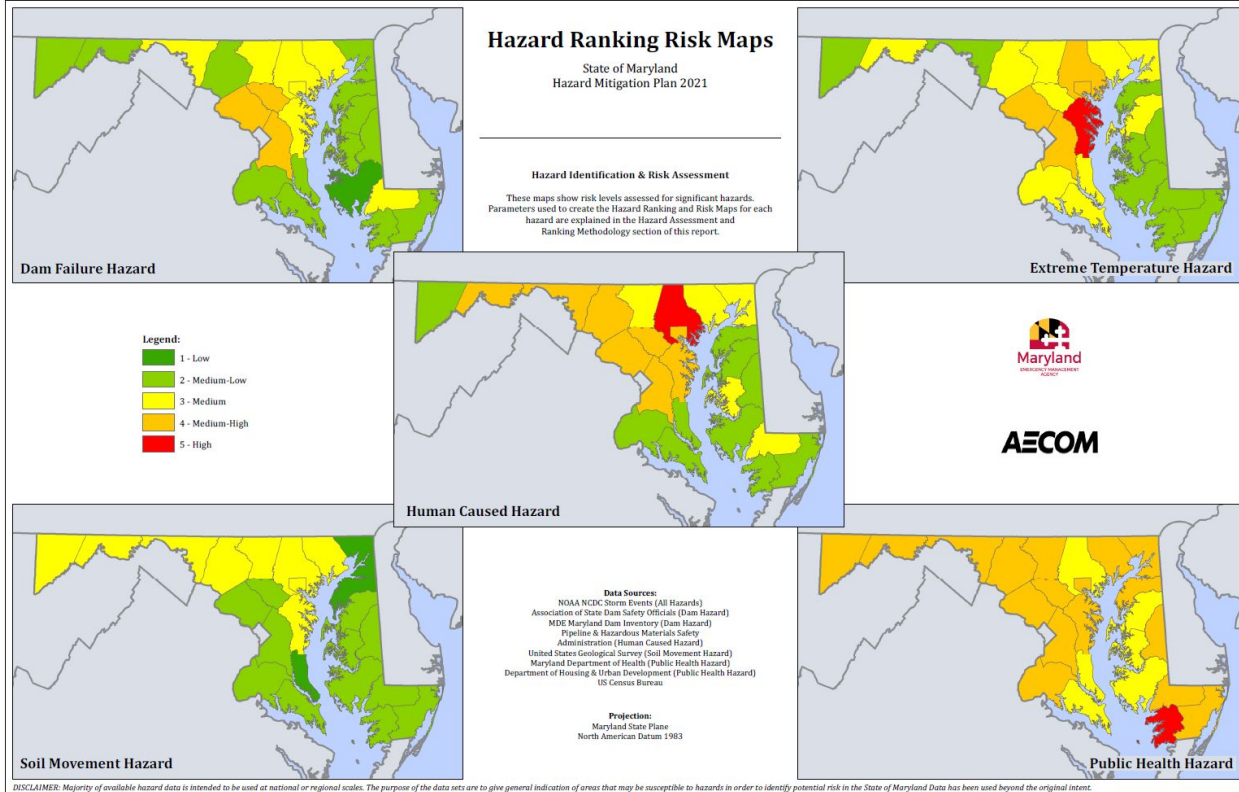 Hazard Ranking Risk Maps
State of Maryland
Hazard Mitigation Plan 2021
Hazard Identification & Risk Assessment
These maps show risk levels assessed for significant hazards.
Parameters used to create the Hazard Ranking and Risk Maps for each
hazard are explained in the Hazard Assessment and
Ranking Methodology section of this report.
Dam Failure Hazard
Extreme Temperature Hazard
Legend:
1 - Low
2 - Medium-Low
3 - Medium
4 - Medium-High
5 - High
Maryland
EMERGENCY MANAGEMENT
AGENCY
AECOM
Human Caused Hazard
Data Sources:
NOAA NCDC Storm Events (All Hazards)
Association of State Dam Safety Officials (Dam Hazard)
MDE Maryland Dam Inventory (Dam Hazard)
Pipeline & Hazardous Materials Safety
Administration (Human Caused Hazard)
United States Geological Survey (Soil Movement Hazard)
Maryland Department of Health (Public Health Hazard)
Department of Housing & Urban Development (Public Health Hazard)
US Census Bureau
Projection:
Maryland State Plane
North American Datum 1983
Soil Movement Hazard
Public Health Hazard
DISCLAIMER: Majority of available hazard data is intended to be used at national or regional scales. The purpose of the data sets are to give general indication of areas that may be susceptible to hazards in order to identify potential risk in the State of Maryland Data has been used beyond the original intent.